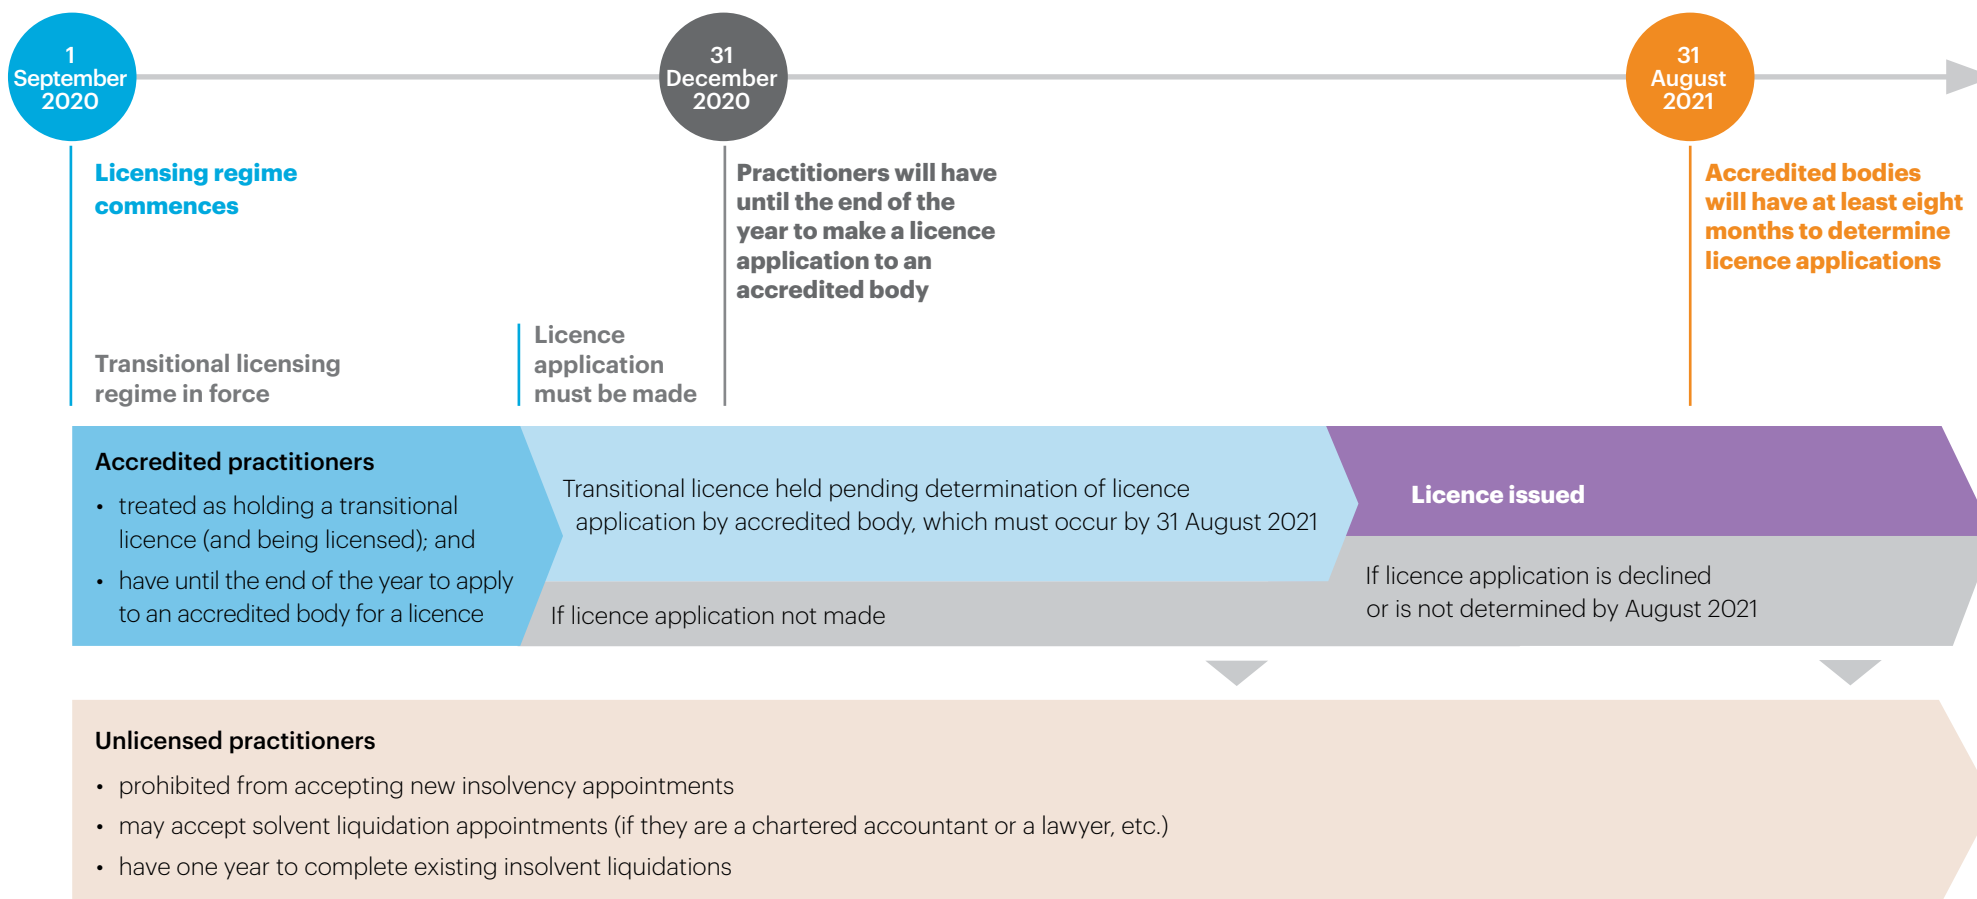 1
September
2020
31
December
2020
31
August
2021
Licensing regime
commences
Practitioners will have
until the end of the
year to make a licence
application to an
accredited body
Accredited bodies
will have at least eight
months to determine
licence applications
Transitional licensing
regime in force
Licence
application
must be made
Accredited practitioners
• treated as holding a transitional
licence (and being licensed); and
• have until the end of the year to apply
to an accredited body for a licence
Transitional licence held pending determination of licence
application by accredited body, which must occur by 31 August 2021
If licence application not made
Licence issued
If licence application is declined
or is not determined by August 2021
Unlicensed practitioners
• prohibited from accepting new insolvency appointments
• may accept solvent liquidation appointments (if they are a chartered accountant or a lawyer, etc.)
• have one year to complete existing insolvent liquidations